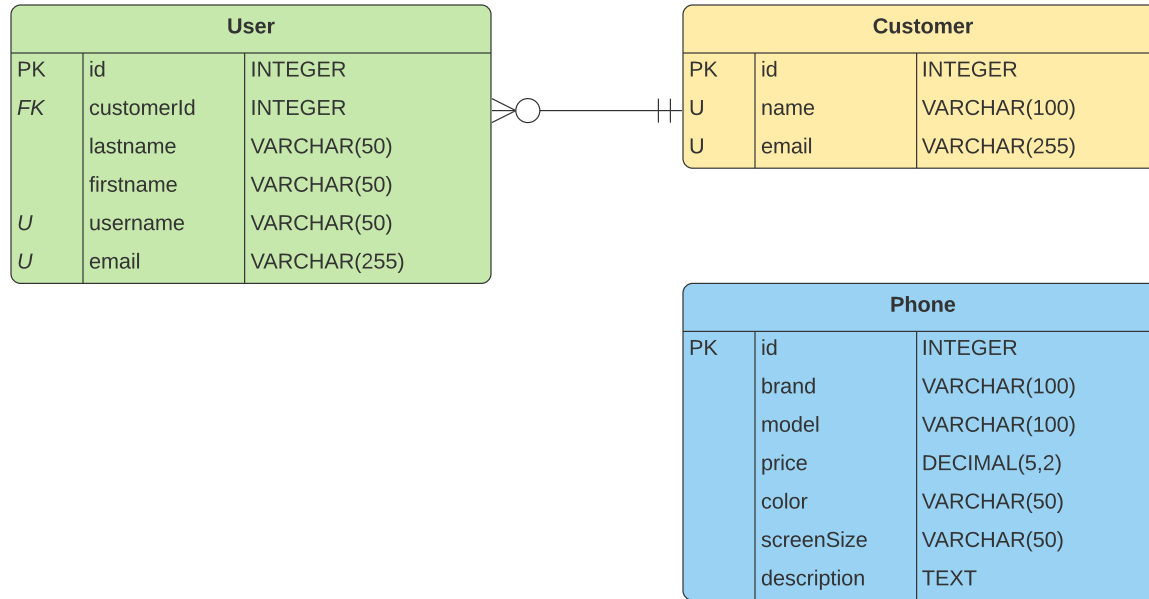 User
PK id INTEGER
FK customerId INTEGER
lastname VARCHAR(50)
firstname VARCHAR(50)
U username VARCHAR(50)
U email VARCHAR(255)
Customer
PK id INTEGER
U name VARCHAR(100)
U email VARCHAR(255)
Phone
PK id INTEGER
brand VARCHAR(100)
model VARCHAR(100)
price DECIMAL(5,2)
color VARCHAR(50)
screenSize VARCHAR(50)
description TEXT